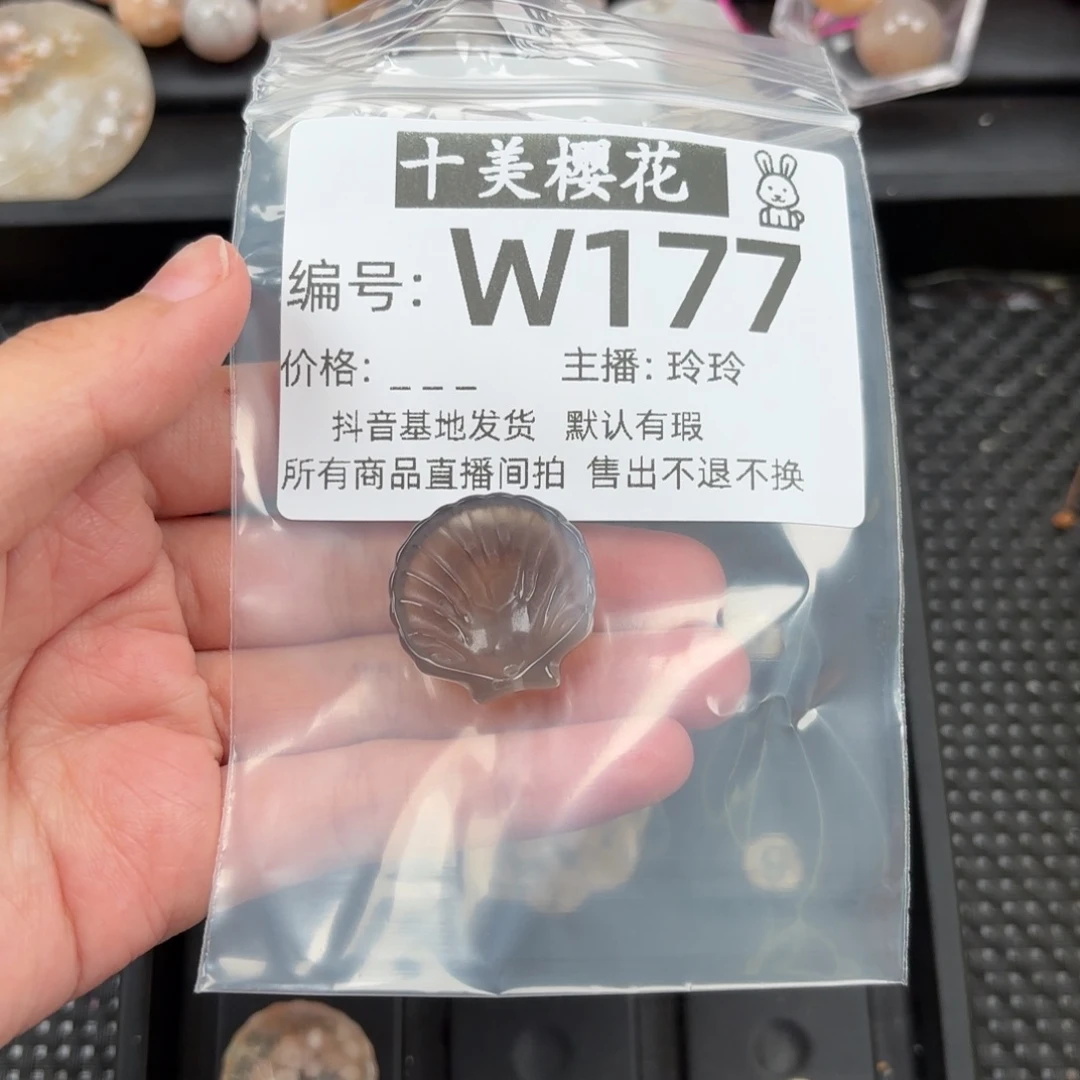 十美樱花
编号: W177
价格: _ _ _ 主播: 玲玲
抖音基地发货 默认有瑕
所有商品直播间拍 售出不退不换